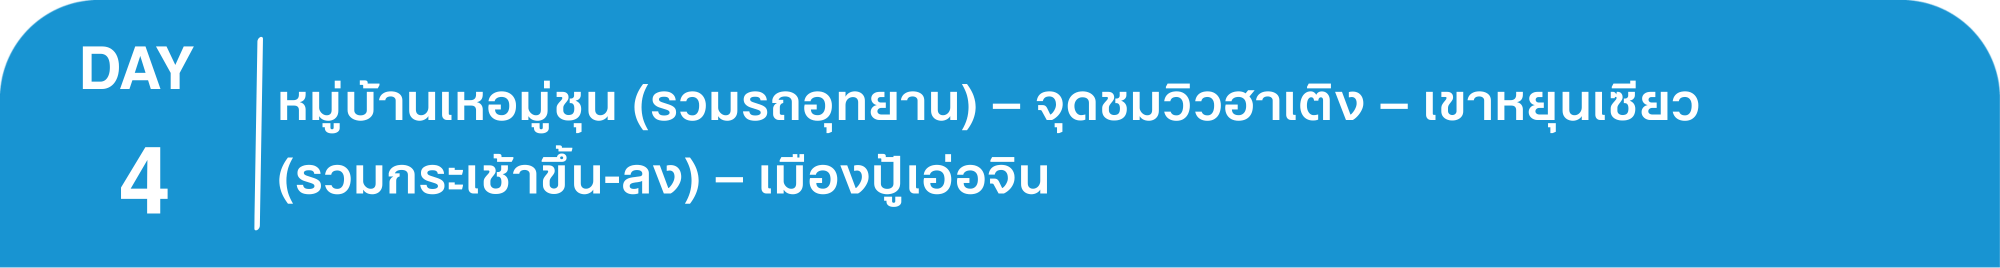 DAY
4
หมู่บ้านเหอมู่ชุน (รวมรถอุทยาน) – จุดชมวิวฮาเติง – เขาหยุนเซียว
(รวมกระเช้าขึ้น-ลง) – เมืองปู้เอ่อจิน